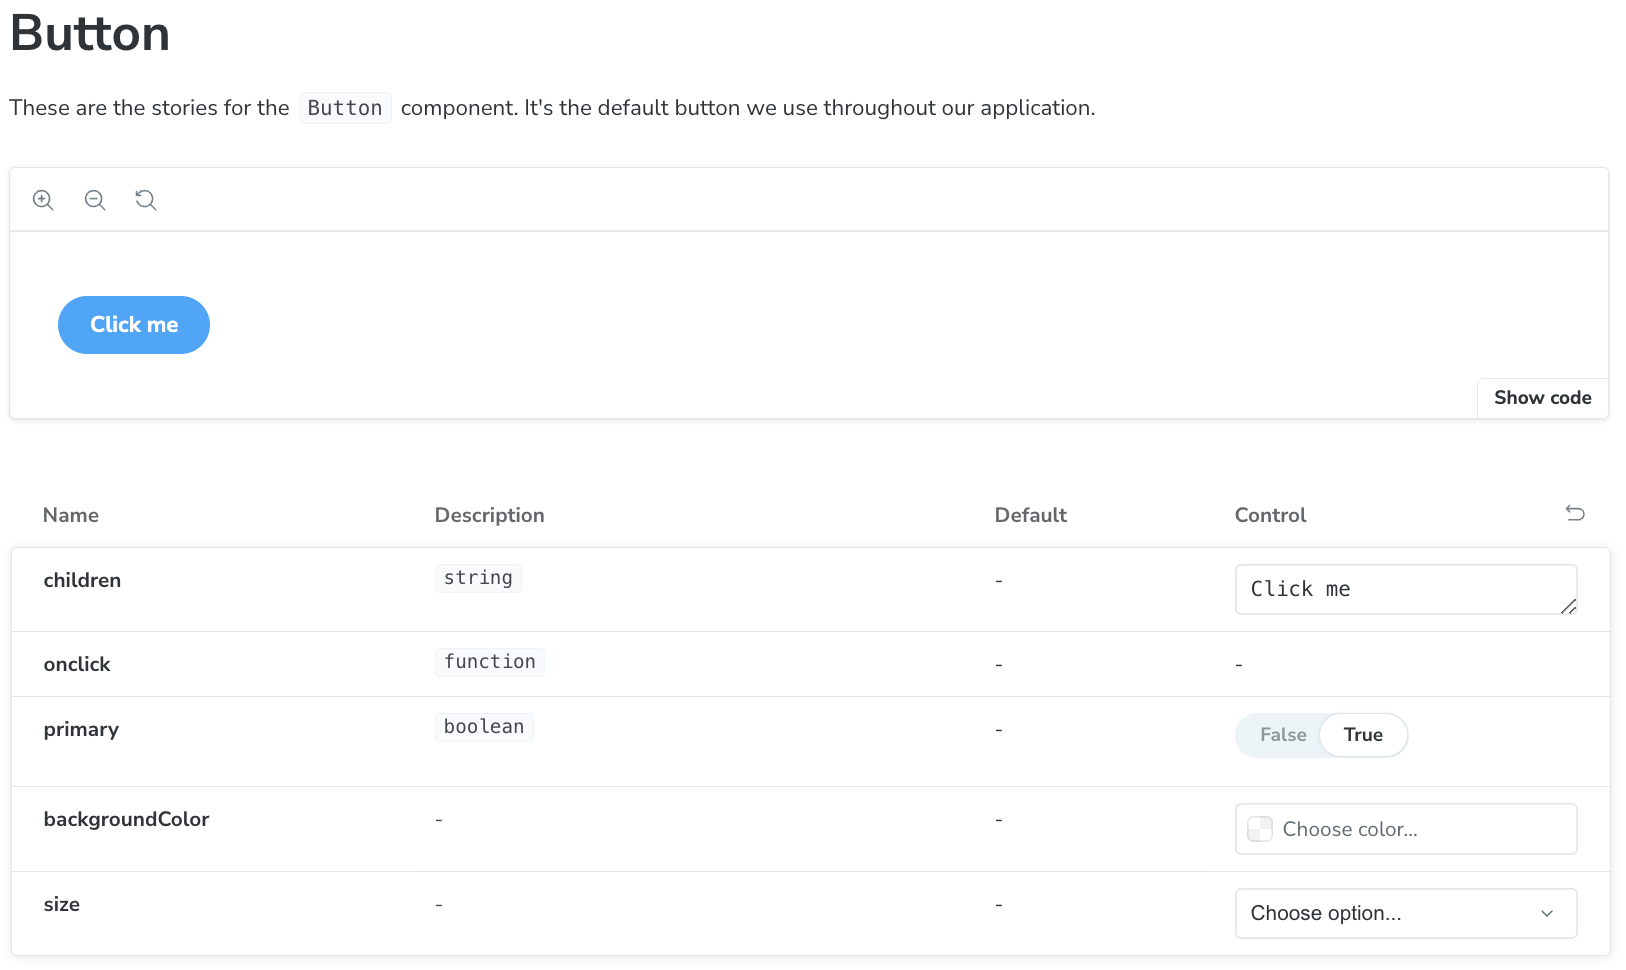 Button
These are the stories for the Button component. It's the default button we use throughout our application.
Click me
Show code
Name Description Default Control
children string - Click me
onclick function - -
primary boolean - False True
backgroundColor - - Choose color...
size - - Choose option...